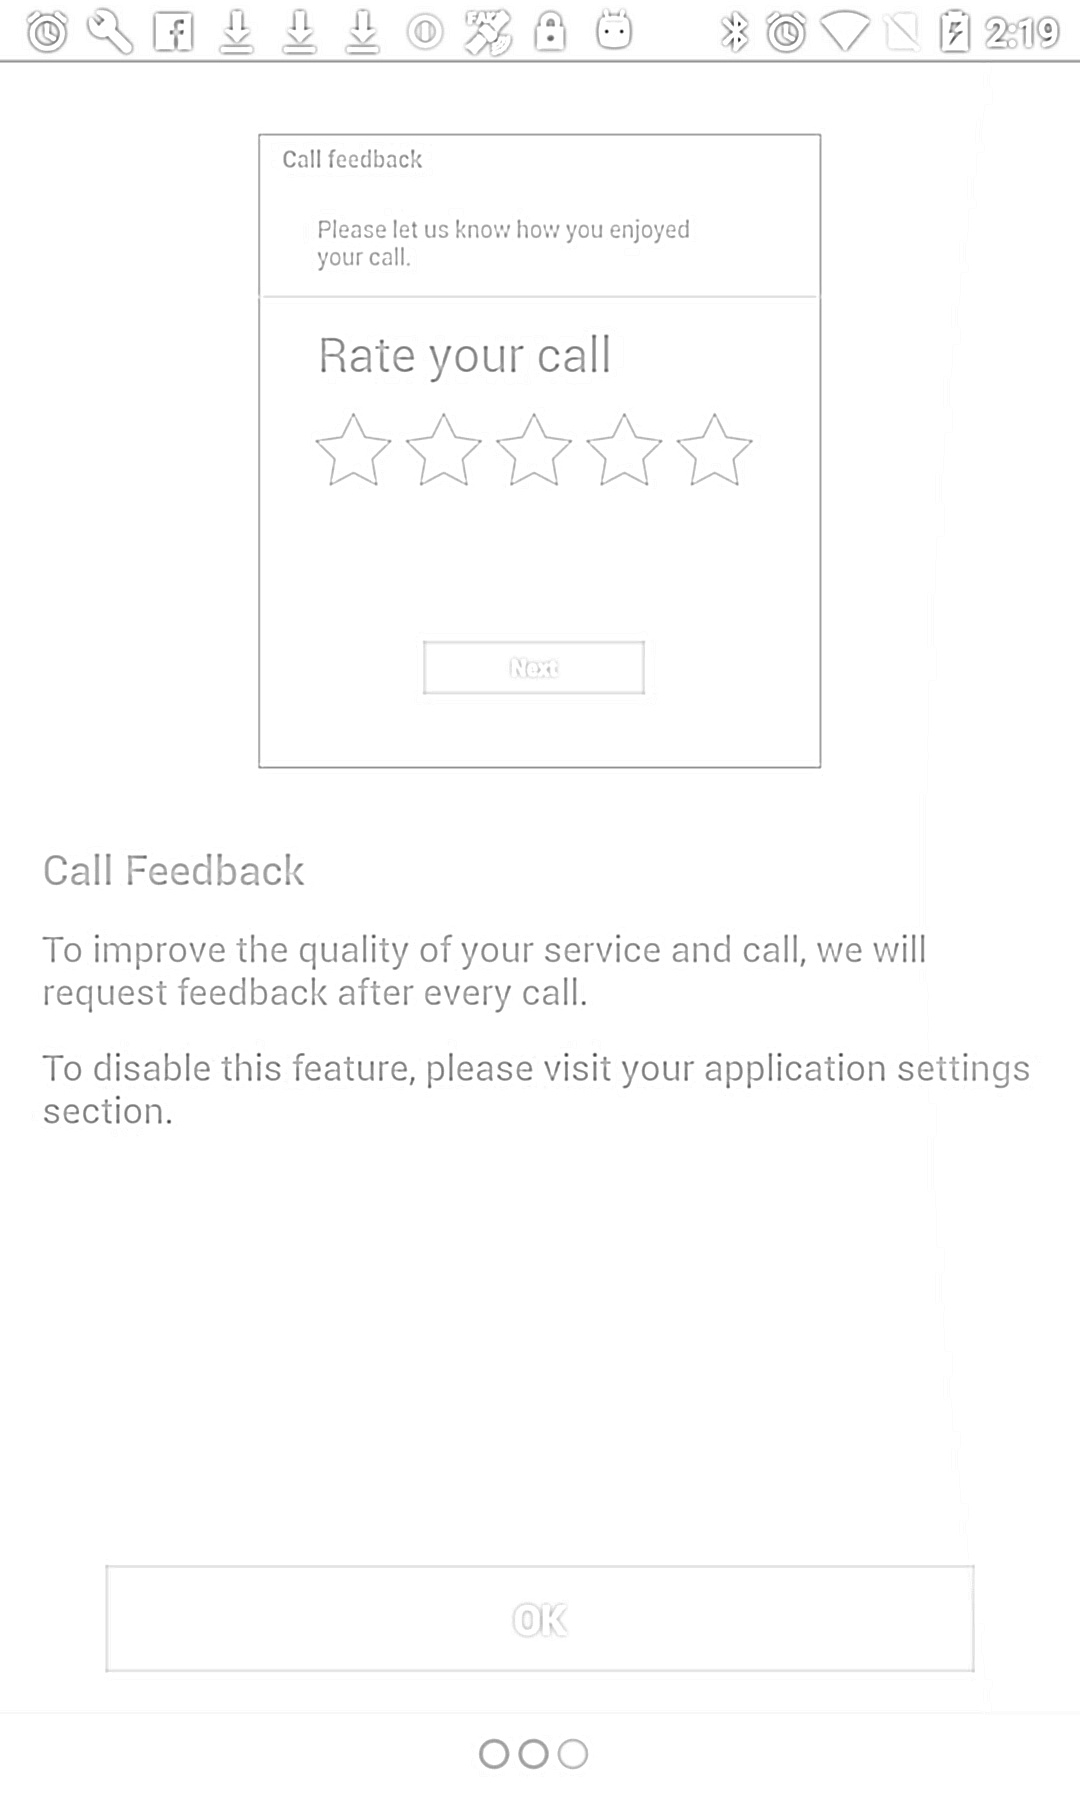 2:19
Call feedback
Please let us know how you enjoyed
your call.
Rate your call
Next
Call Feedback
To improve the quality of your service and call, we will
request feedback after every call.
To disable this feature, please visit your application settings
section.
OK